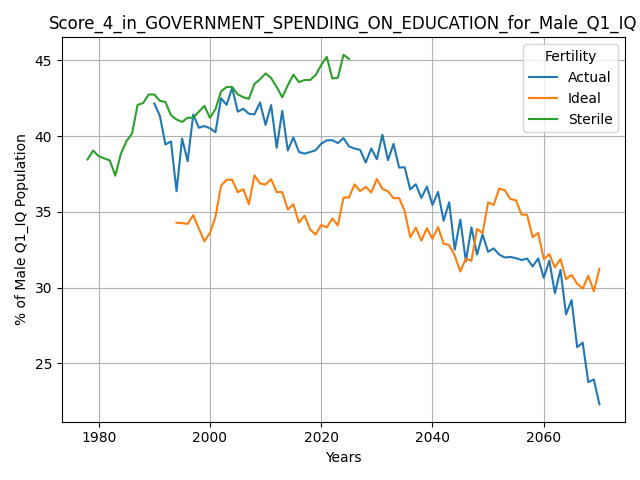 Score_4_in_GOVERNMENT_SPENDING_ON_EDUCATION_for_Male_Q1_IQ
Fertility
Actual
Ideal
Sterile
% of Male Q1_IQ Population
45
40
35
30
25
1980
2000
2020
2040
2060
Years